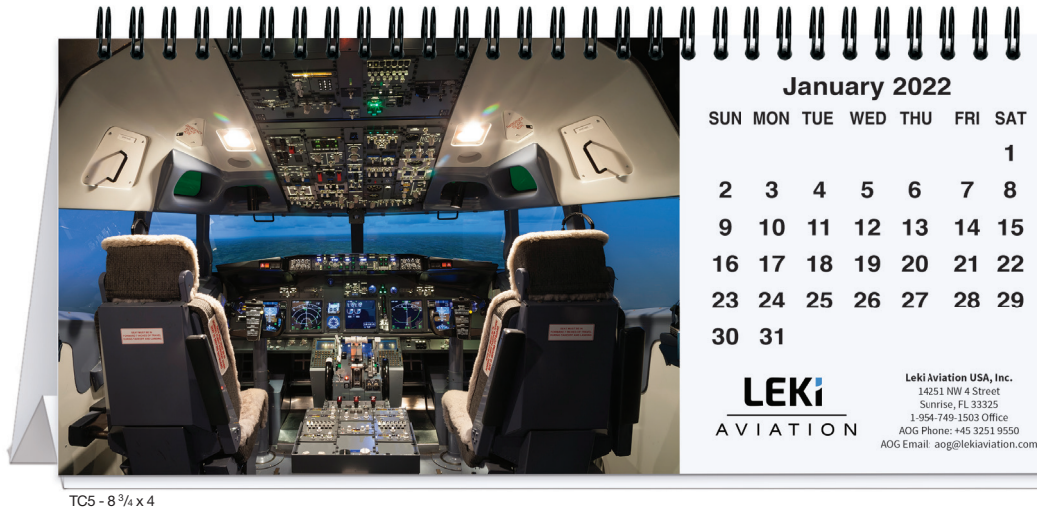 January 2022
SUN MON TUE WED THU FRI SAT
1
2 3 4 5 6 7 8
9 10 11 12 13 14 15
16 17 18 19 20 21 22
23 24 25 26 27 28 29
30 31
LEKi
AVIATION
Leki Aviation USA, Inc.
14251 NW 4 Street
Sunrise, FL 33325
1-954-749-1503 Office
AOG Phone: +45 3251 9550
AOG Email: aog@lekiaviation.com
TC5 - 8 3/4 x 4